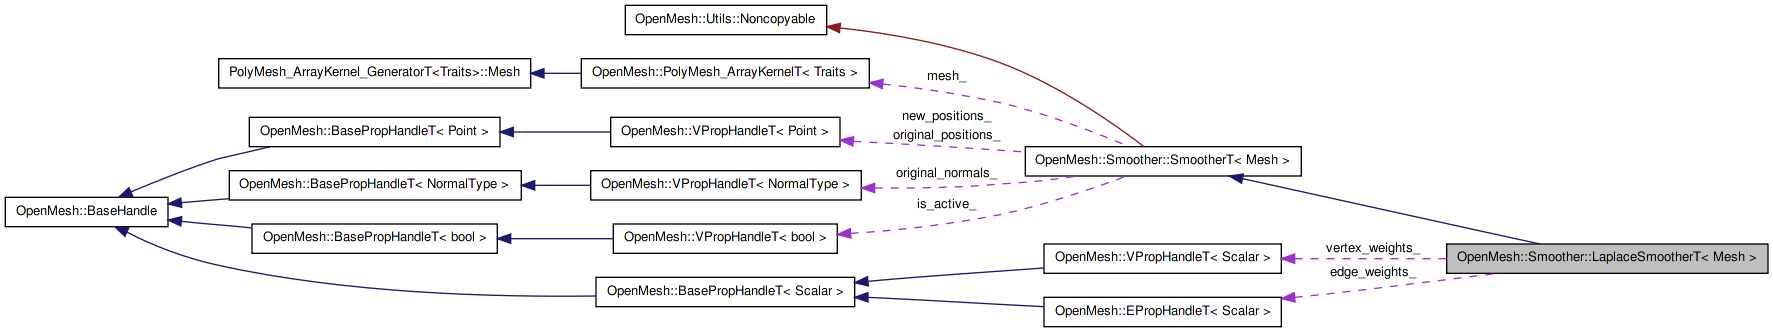 OpenMesh::Utils::Noncopyable
PolyMesh_ArrayKernel_GeneratorT<Traits>::Mesh
OpenMesh::PolyMesh_ArrayKernelT< Traits >
mesh_
new_positions_
original_positions_
OpenMesh::BasePropHandleT< Point >
OpenMesh::VPropHandleT< Point >
OpenMesh::Smoother::SmootherT< Mesh >
original_normals_
OpenMesh::BasePropHandleT< NormalType >
OpenMesh::VPropHandleT< NormalType >
is_active_
OpenMesh::BaseHandle
OpenMesh::BasePropHandleT< bool >
OpenMesh::VPropHandleT< bool >
vertex_weights_
OpenMesh::VPropHandleT< Scalar >
OpenMesh::Smoother::LaplaceSmootherT< Mesh >
edge_weights_
OpenMesh::BasePropHandleT< Scalar >
OpenMesh::EPropHandleT< Scalar >